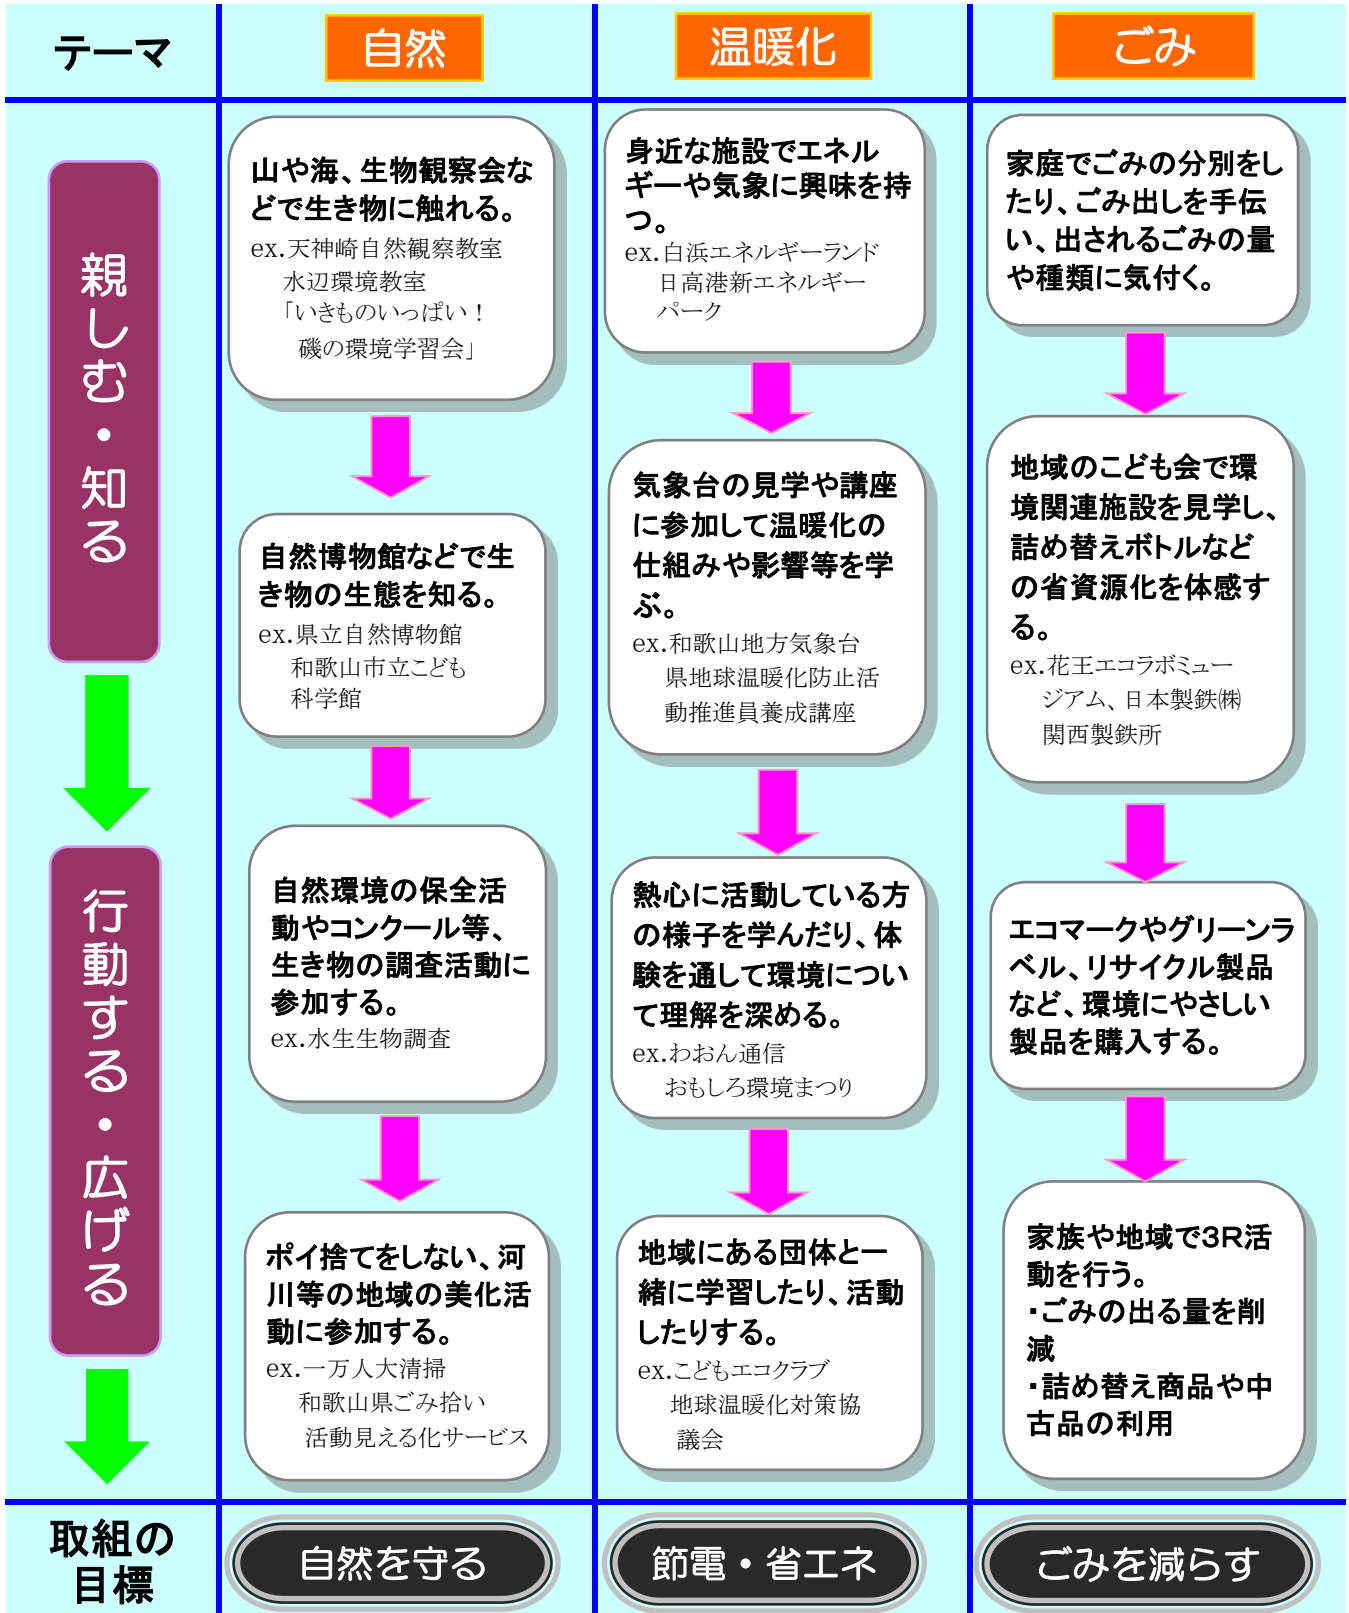 テーマ
自然
温暖化
ごみ
親しむ・知る
行動する・広げる
山や海、生物観察会な
どで生き物に触れる。
ex.天神崎自然観察教室
水辺環境教室
「いきものいっぱい！
磯の環境学習会」
自然博物館などで生
き物の生態を知る。
ex.県立自然博物館
和歌山市立こども
科学館
自然環境の保全活
動やコンクール等、
生き物の調査活動に
参加する。
ex.水生生物調査
ポイ捨てをしない、河
川等の地域の美化活
動に参加する。
ex.一万人大清掃
和歌山県ごみ拾い
活動見える化サービス
身近な施設でエネル
ギーや気象に興味を持
つ。
ex.白浜エネルギーランド
日高港新エネルギー
パーク
気象台の見学や講座
に参加して温暖化の
仕組みや影響等を学
ぶ。
ex.和歌山地方気象台
県地球温暖化防止活
動推進員養成講座
熱心に活動している方
の様子を学んだり、体
験を通して環境につい
て理解を深める。
ex.わおん通信
おもしろ環境まつり
地域にある団体と一
緒に学習したり、活動
したりする。
ex.こどもエコクラブ
地球温暖化対策協
議会
家庭でごみの分別をし
たり、ごみ出しを手伝
い、出されるごみの量
や種類に気付く。
地域のこども会で環
境関連施設を見学し、
詰め替えボトルなど
の省資源化を体感す
る。
ex.花王エコラボミュー
ジアム、日本製鉄㈱
関西製鉄所
エコマークやグリーンラ
ベル、リサイクル製品
など、環境にやさしい
製品を購入する。
家族や地域で3R活
動を行う。
・ごみの出る量を削
減
・詰め替え商品や中
古品の利用
取組の
目標
自然を守る
節電・省エネ
ごみを減らす